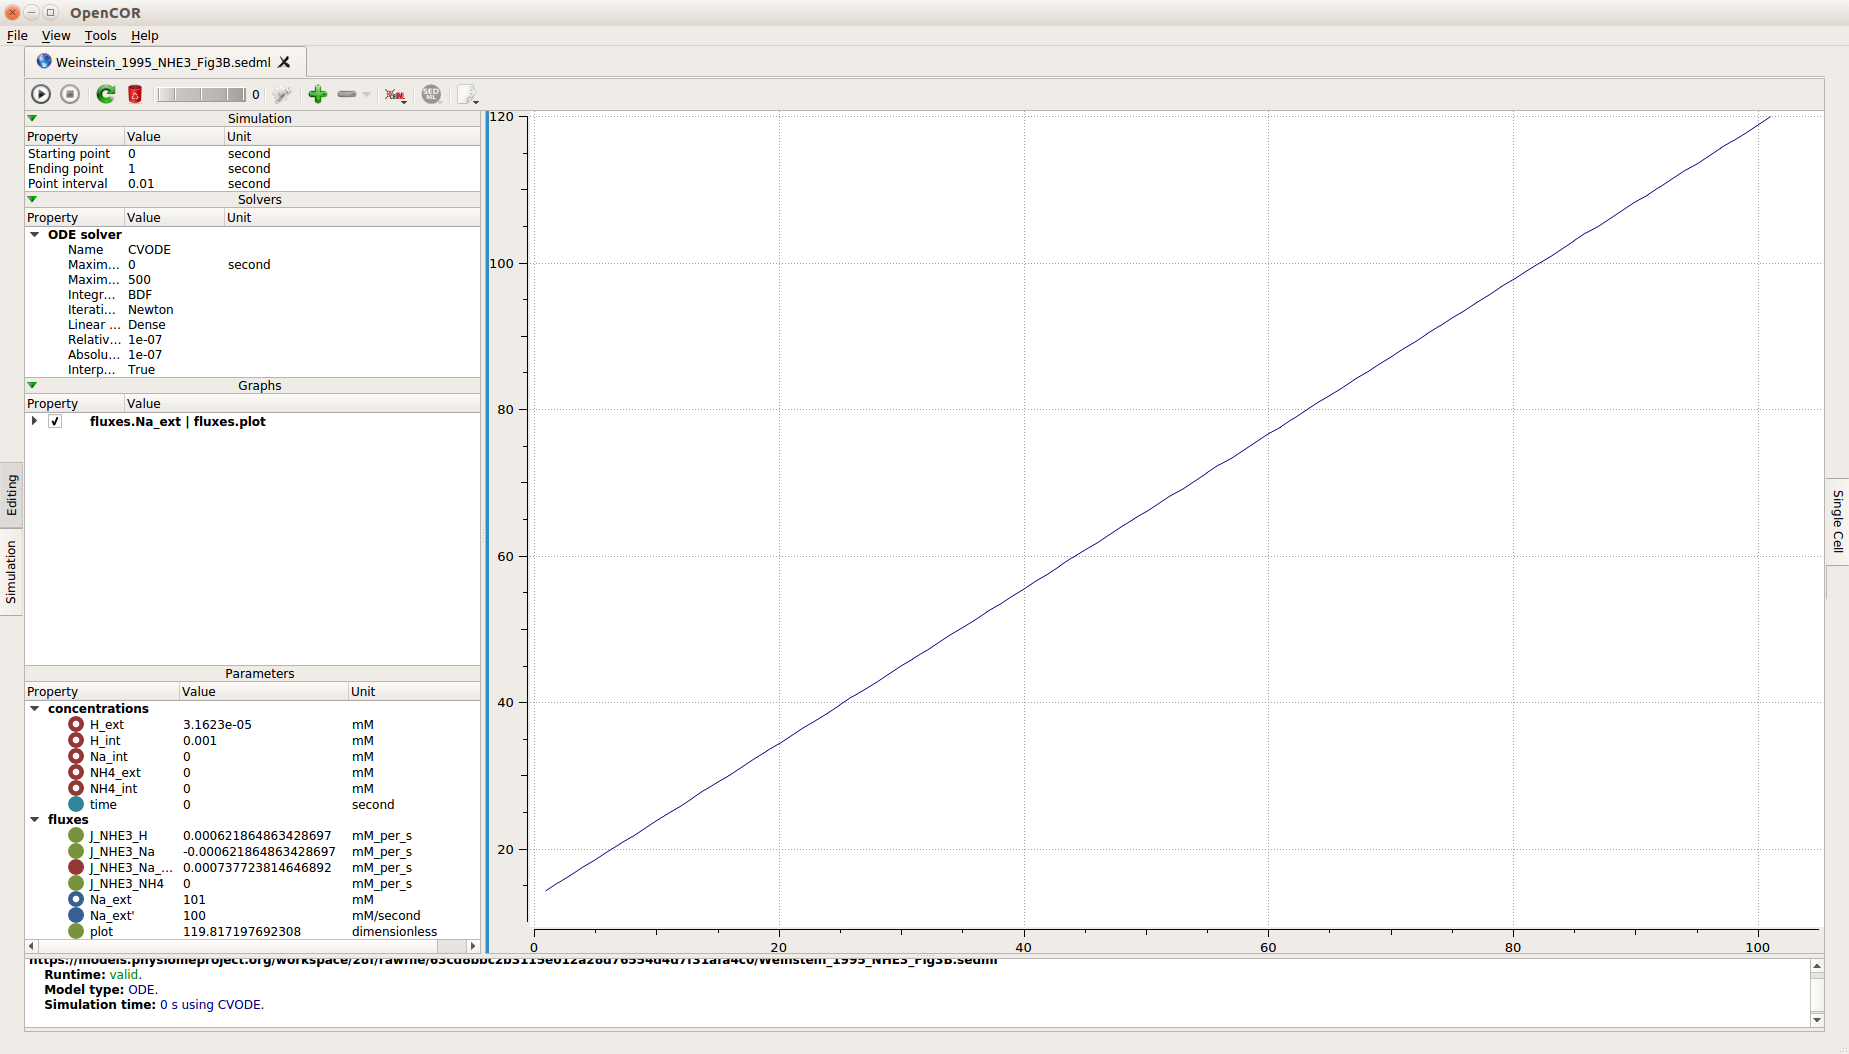 OpenCOR
File View Tools Help
Weinstein_1995_NHE3_Fig3B.sedml
0
Simulation
Property Value Unit
Starting point 0 second
Ending point 1 second
Point interval 0.01 second
Solvers
Property Value Unit
ODE solver
Name CVODE
Maxim... 0 second
Maxim... 500
Integr... BDF
Iterati... Newton
Linear ... Dense
Relativ... 1e-07
Absolu... 1e-07
Interp... True
Graphs
Property Value
fluxes.Na_ext | fluxes.plot
Parameters
Property Value Unit
concentrations
H_ext 3.1623e-05 mM
H_int 0.001 mM
Na_int 0 mM
NH4_ext 0 mM
NH4_int 0 mM
time 0 second
fluxes
J_NHE3_H 0.000621864863428697 mM_per_s
J_NHE3_Na -0.000621864863428697 mM_per_s
J_NHE3_Na_... 0.000737723814646892 mM_per_s
J_NHE3_NH4 0 mM_per_s
Na_ext 101 mM
Na_ext' 100 mM/second
plot 119.817197692308 dimensionless
120
100
80
60
40
20
0 20 40 60 80 100
Editing
Simulation
Single Cell
Runtime: valid.
Model type: ODE.
Simulation time: 0 s using CVODE.